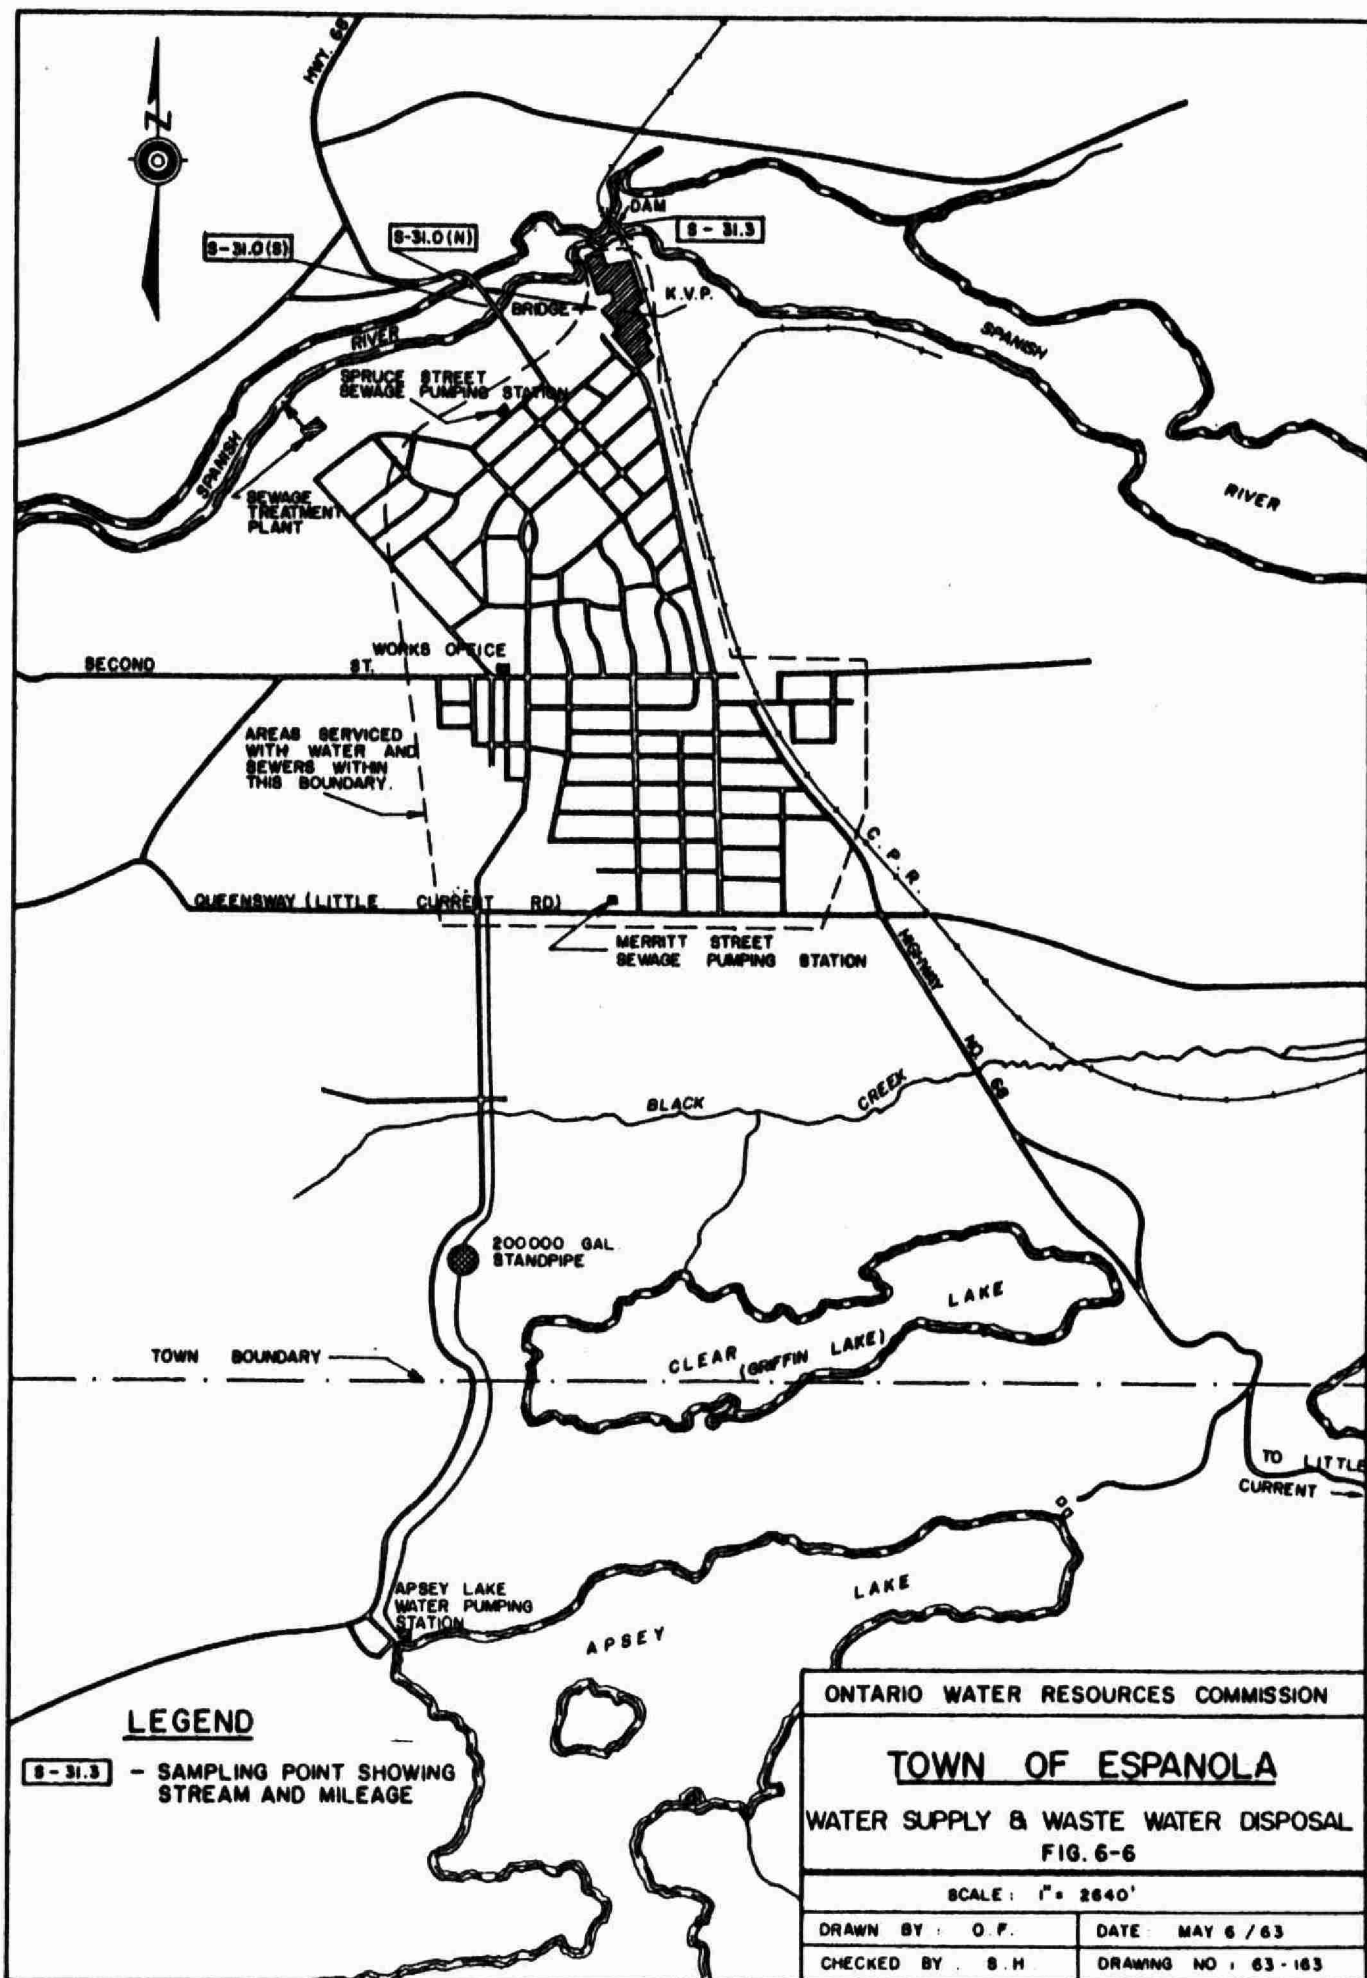 HWY. 68
N
DAM
S-31.0(S)
S-31.0(N)
S - 31.3
K.V.P.
BRIDGE
RIVER
SPANISH
SPRUCE STREET
SEWAGE PUMPING STATION
SPANISH
RIVER
SEWAGE
TREATMENT
PLANT
WORKS OFFICE
SECOND ST.
AREAS SERVICED
WITH WATER AND
SEWERS WITHIN
THIS BOUNDARY.
C. P. R.
QUEENSWAY (LITTLE CURRENT RD.)
MERRITT STREET
SEWAGE PUMPING STATION
HIGHWAY NO. 68
BLACK CREEK
200000 GAL.
STANDPIPE
LAKE
CLEAR (GRIFFIN LAKE)
TOWN BOUNDARY
TO LITTLE
CURRENT
APSEY LAKE
WATER PUMPING
STATION
LAKE
APSEY
LEGEND
S-31.3 - SAMPLING POINT SHOWING
STREAM AND MILEAGE
ONTARIO WATER RESOURCES COMMISSION
TOWN OF ESPANOLA
WATER SUPPLY & WASTE WATER DISPOSAL
FIG. 6-6
SCALE : 1" = 2640'
DRAWN BY : O.F.
DATE MAY 6 / 63
CHECKED BY . S.H
DRAWING NO : 63-163